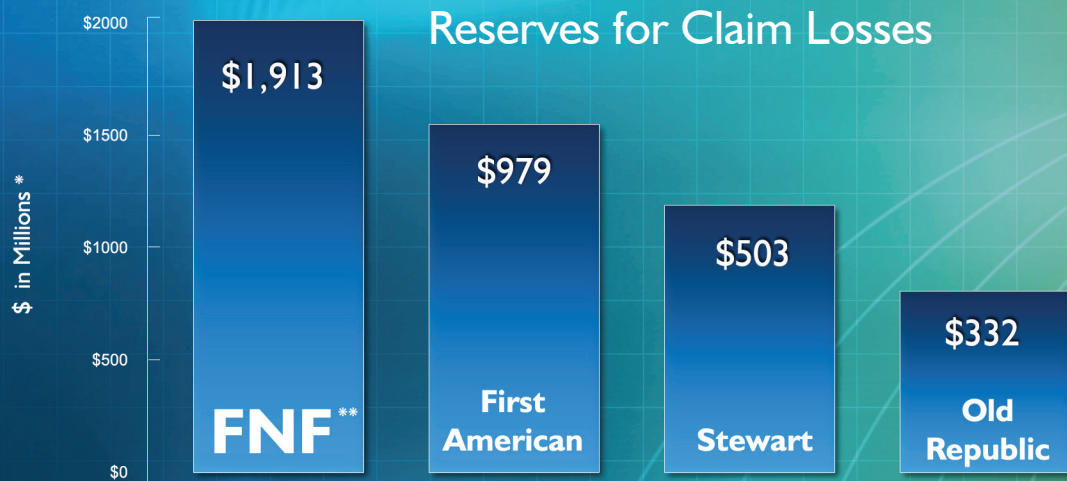 Reserves for Claim Losses
$ in Millions *
$2000
$1500
$1000
$500
$0
$1,913
FNF**
$979
First
American
$503
Stewart
$332
Old
Republic